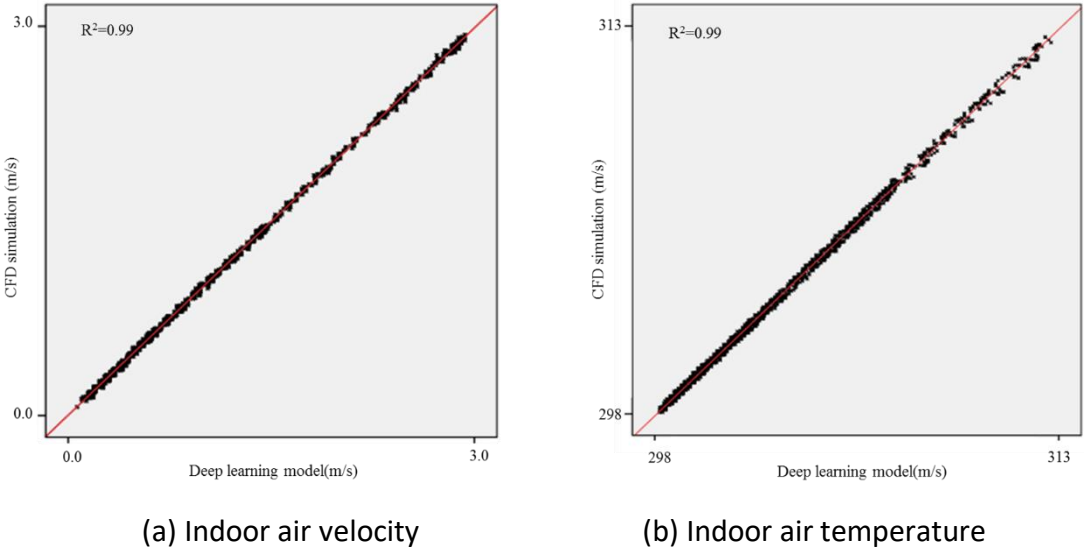 3.0
R²=0.99
CFD simulation (m/s)
0.0
0.0
3.0
Deep learning model(m/s)
(a) Indoor air velocity
313
R²=0.99
CFD simulation (m/s)
298
298
313
Deep learning model(m/s)
(b) Indoor air temperature